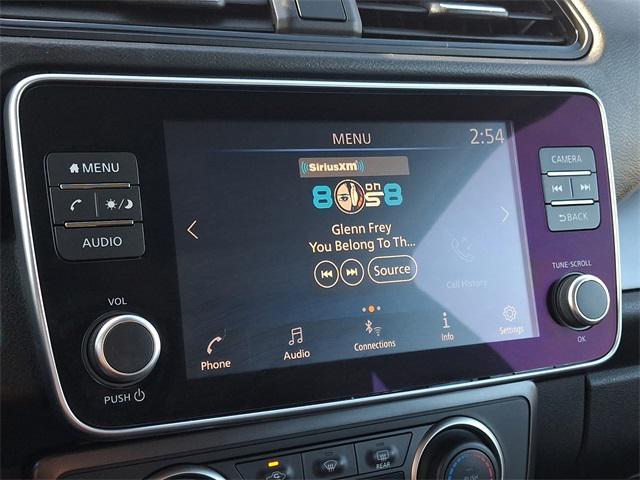 MENU 2:54
MENU
CAMERA
SiriusXM
80s on 8
Glenn Frey
You Belong To Th...
Source
BACK
AUDIO
Call History
TUNE·SCROLL
VOL
Phone
Audio
Connections
Info
Settings
OK
PUSH
REAR